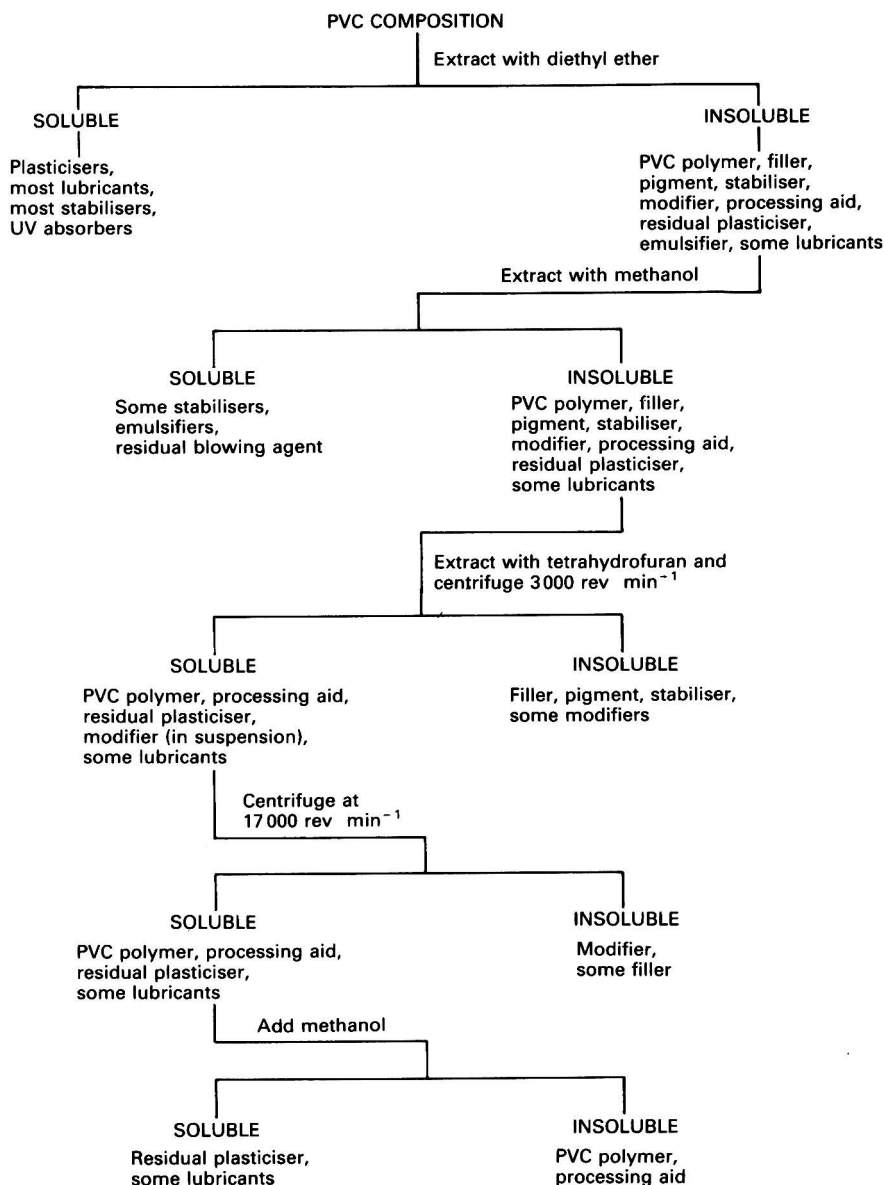 PVC COMPOSITION
Extract with diethyl ether
SOLUBLE
Plasticisers,
most lubricants,
most stabilisers,
UV absorbers
INSOLUBLE
PVC polymer, filler,
pigment, stabiliser,
modifier, processing aid,
residual plasticiser,
emulsifier, some lubricants
Extract with methanol
SOLUBLE
Some stabilisers,
emulsifiers,
residual blowing agent
INSOLUBLE
PVC polymer, filler,
pigment, stabiliser,
modifier, processing aid,
residual plasticiser,
some lubricants
Extract with tetrahydrofuran and
centrifuge 3000 rev min⁻¹
SOLUBLE
PVC polymer, processing aid,
residual plasticiser,
modifier (in suspension),
some lubricants
INSOLUBLE
Filler, pigment, stabiliser,
some modifiers
Centrifuge at
17000 rev min⁻¹
SOLUBLE
PVC polymer, processing aid,
residual plasticiser,
some lubricants
INSOLUBLE
Modifier,
some filler
Add methanol
SOLUBLE
Residual plasticiser,
some lubricants
INSOLUBLE
PVC polymer,
processing aid